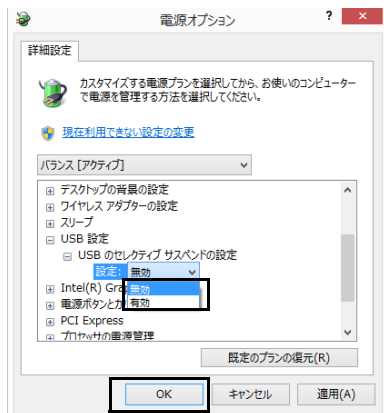 電源オプション
?
×
詳細設定
カスタマイズする電源プランを選択してから、お使いのコンピューター
で電源を管理する方法を選択してください。
現在利用できない設定の変更
バランス [アクティブ]
デスクトップの背景の設定
ワイヤレス アダプターの設定
スリープ
USB 設定
USB のセレクティブ サスペンドの設定
設定: 無効
Intel(R) Gra
無効
電源ボタンとカ
有効
PCI Express
プロセッサの電源管理
既定のプランの復元(R)
OK
キャンセル
適用(A)